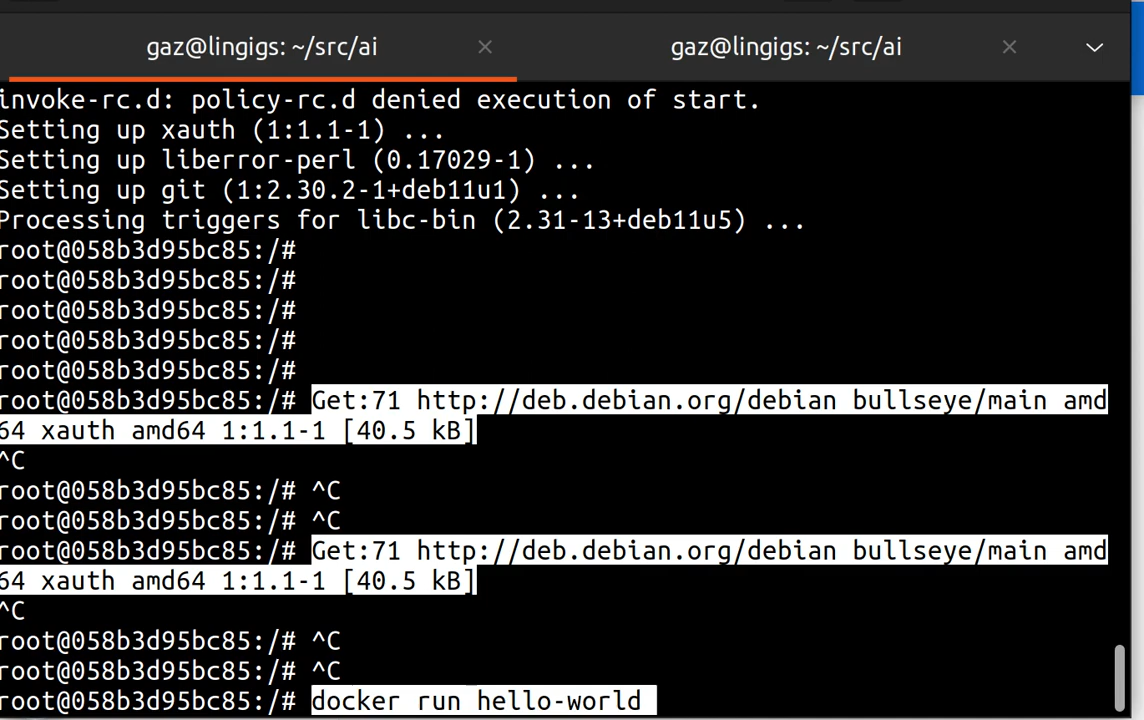 gaz@lingigs: ~/src/ai × gaz@lingigs: ~/src/ai ×
invoke-rc.d: policy-rc.d denied execution of start.
Setting up xauth (1:1.1-1) ...
Setting up liberror-perl (0.17029-1) ...
Setting up git (1:2.30.2-1+deb11u1) ...
Processing triggers for libc-bin (2.31-13+deb11u5) ...
root@058b3d95bc85:/#
root@058b3d95bc85:/#
root@058b3d95bc85:/#
root@058b3d95bc85:/#
root@058b3d95bc85:/#
root@058b3d95bc85:/# Get:71 http://deb.debian.org/debian bullseye/main amd
64 xauth amd64 1:1.1-1 [40.5 kB]
^C
root@058b3d95bc85:/# ^C
root@058b3d95bc85:/# ^C
root@058b3d95bc85:/# Get:71 http://deb.debian.org/debian bullseye/main amd
64 xauth amd64 1:1.1-1 [40.5 kB]
^C
root@058b3d95bc85:/# ^C
root@058b3d95bc85:/# ^C
root@058b3d95bc85:/# docker run hello-world